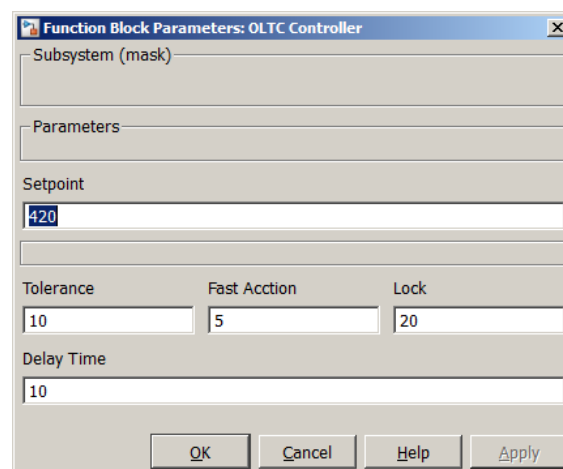 Function Block Parameters: OLTC Controller
Subsystem (mask)
Parameters
Setpoint
420
Tolerance Fast Acction Lock
10 5 20
Delay Time
10
OK Cancel Help Apply